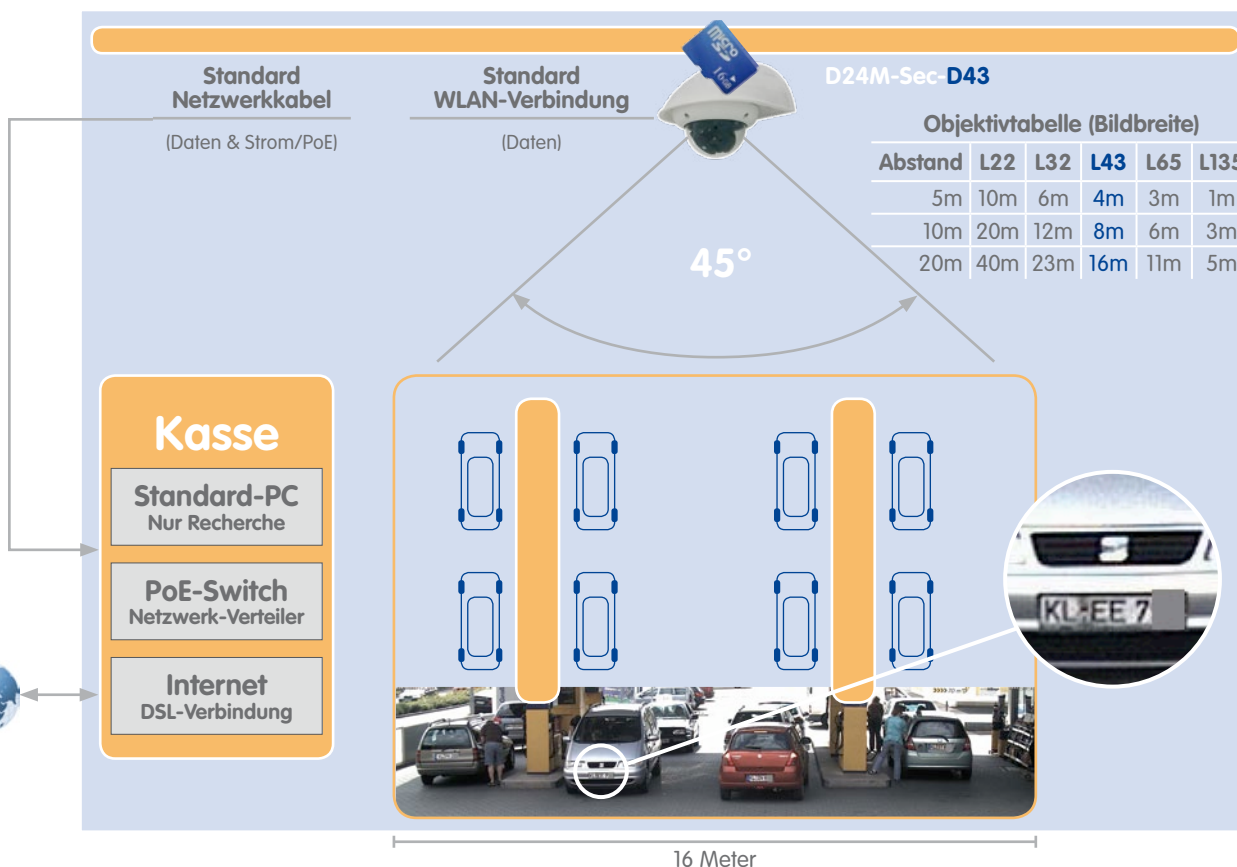 micro
SD
16GB
Standard
Netzwerkkabel
(Daten & Strom/PoE)
Standard
WLAN-Verbindung
(Daten)
D24M-Sec-D43
Objektivtabelle (Bildbreite)
Abstand L22 L32 L43 L65 L135
5m 10m 6m 4m 3m 1m
10m 20m 12m 8m 6m 3m
20m 40m 23m 16m 11m 5m
45°
Kasse
Standard-PC
Nur Recherche
PoE-Switch
Netzwerk-Verteiler
Internet
DSL-Verbindung
KL-EE 7
16 Meter